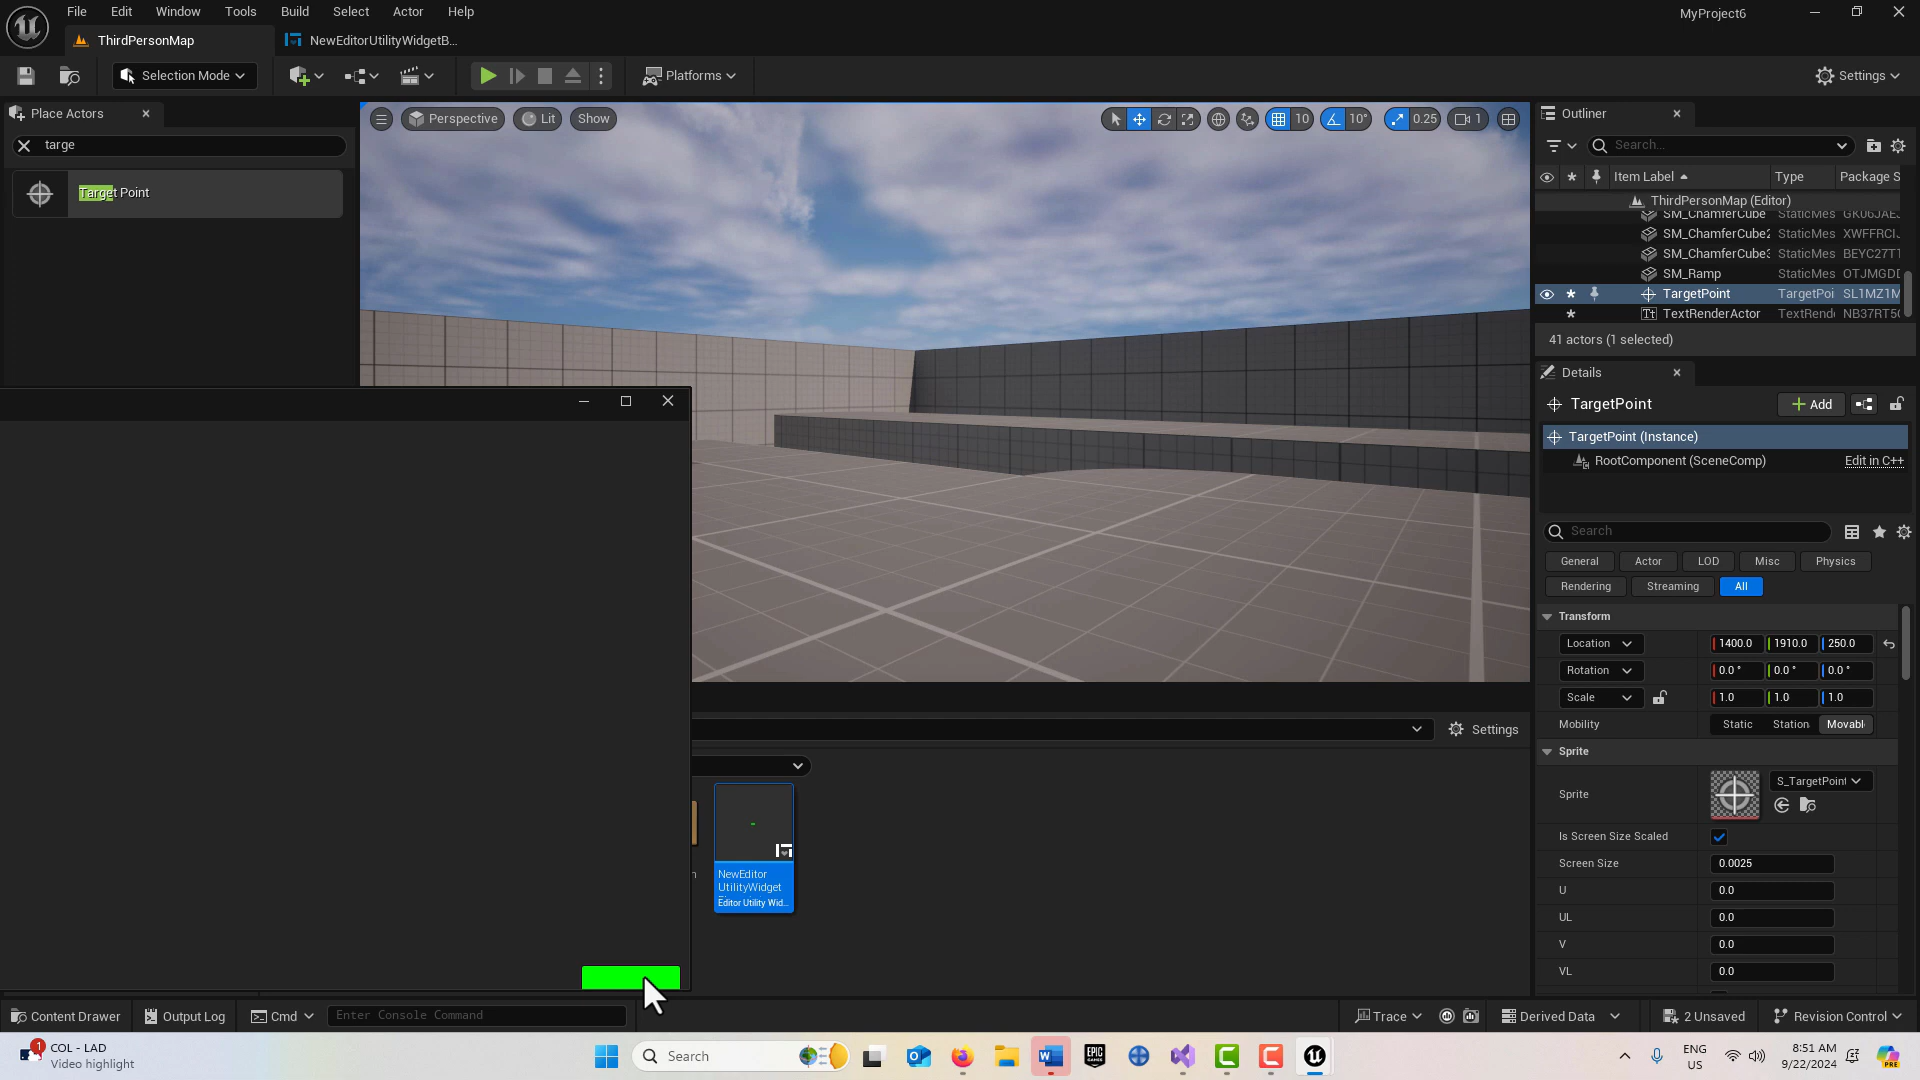 File Edit Window Tools Build Select Actor Help
MyProject6
ThirdPersonMap
NewEditorUtilityWidgetB...
Selection Mode
Platforms
Settings
Place Actors
targe
Target Point
Perspective
Lit
Show
10
10°
0.25
1
Outliner
Search...
Item Label
Type
Package S
ThirdPersonMap (Editor)
SM_ChamferCube StaticMes GK06JAEJ
SM_ChamferCube2 StaticMes XWFFRCIJ
SM_ChamferCube3 StaticMes BEYC27T1
SM_Ramp StaticMes OTJMGDD
TargetPoint TargetPoi SL1MZ1M
TextRenderActor TextRende NB37RT5
41 actors (1 selected)
Details
TargetPoint
Add
TargetPoint (Instance)
RootComponent (SceneComp)
Edit in C++
Search
General Actor LOD Misc Physics
Rendering Streaming All
Transform
Location 1400.0 1910.0 250.0
Rotation 0.0 ° 0.0 ° 0.0 °
Scale 1.0 1.0 1.0
Mobility Static Station Movabl
Sprite
Sprite
S_TargetPoint
Is Screen Size Scaled
Screen Size 0.0025
U 0.0
UL 0.0
V 0.0
VL 0.0
Settings
n
NewEditor
UtilityWidget
Editor Utility Wid...
Content Drawer
Output Log
Cmd
Enter Console Command
Trace
Derived Data
2 Unsaved
Revision Control
1
COL - LAD
Video highlight
Search
ENG
US
8:51 AM
9/22/2024